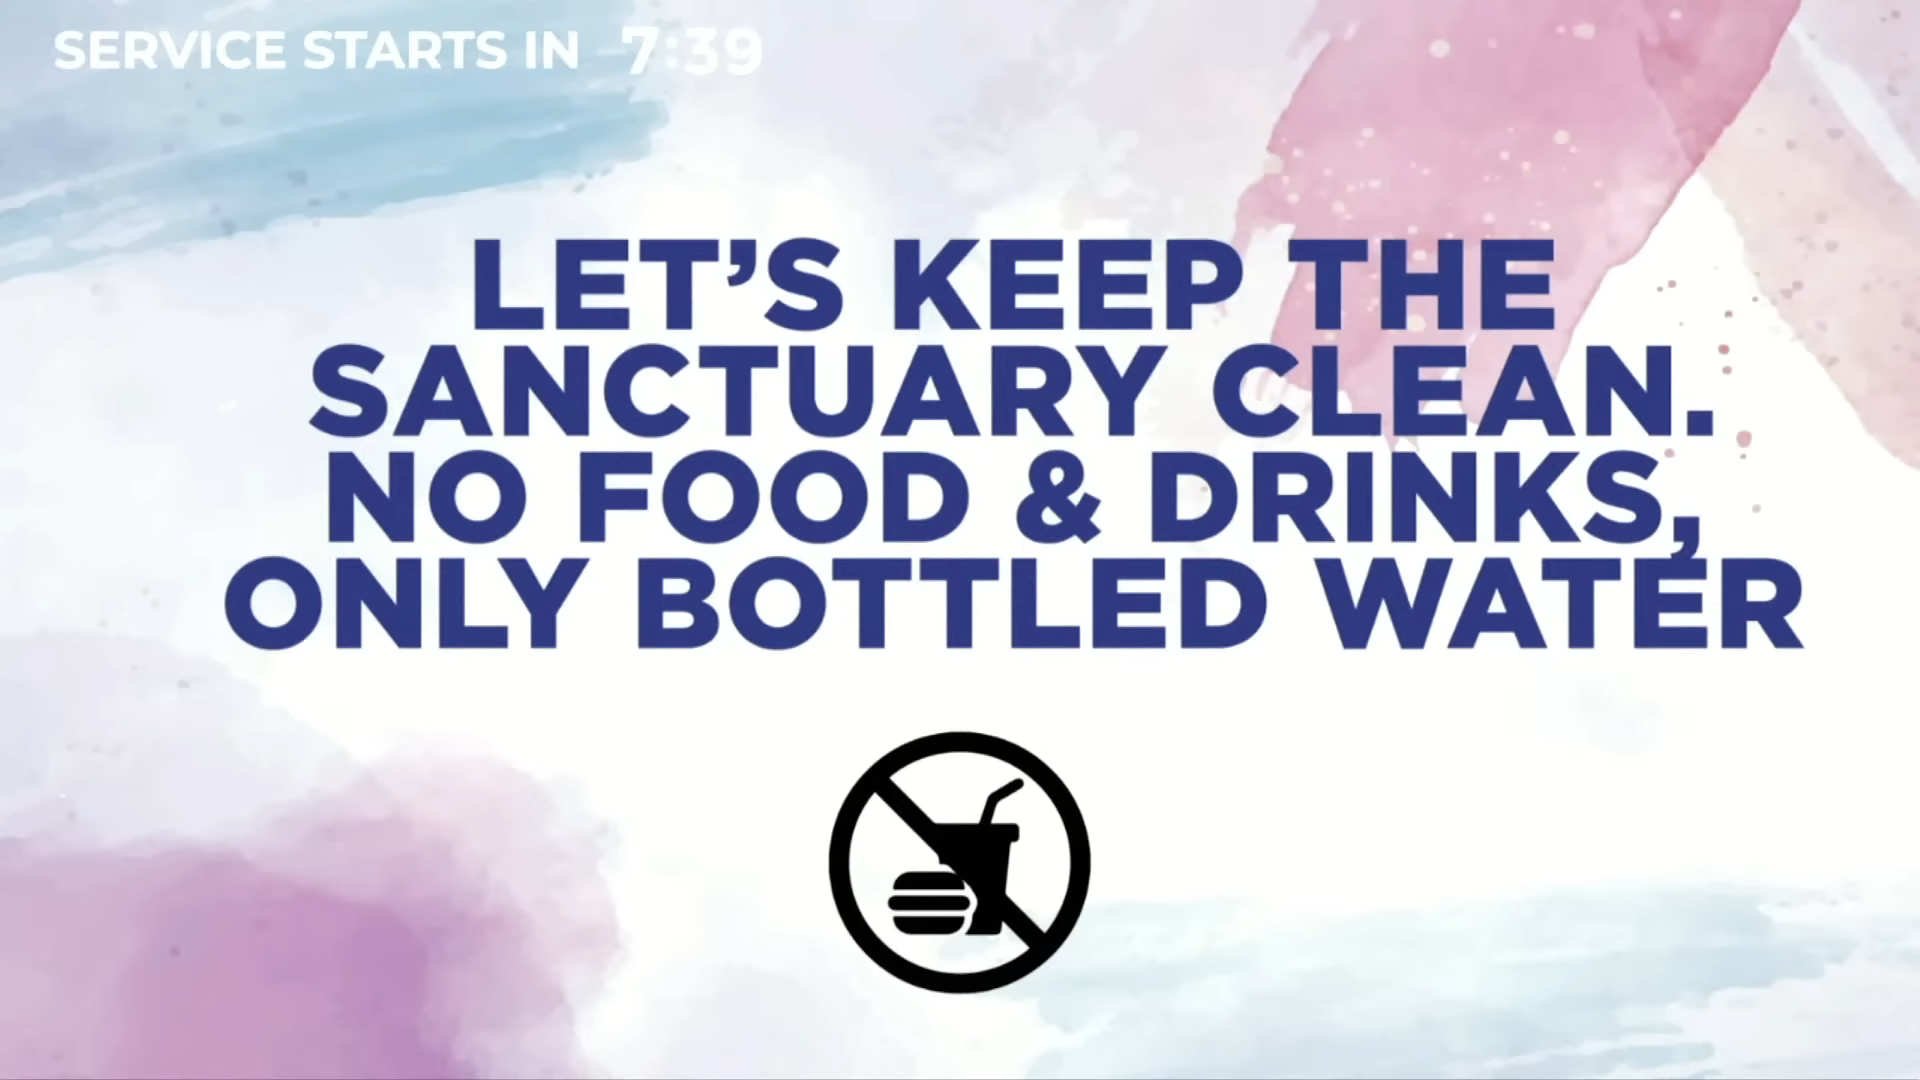 SERVICE STARTS IN 7:39
LET’S KEEP THE
SANCTUARY CLEAN.
NO FOOD & DRINKS,
ONLY BOTTLED WATER